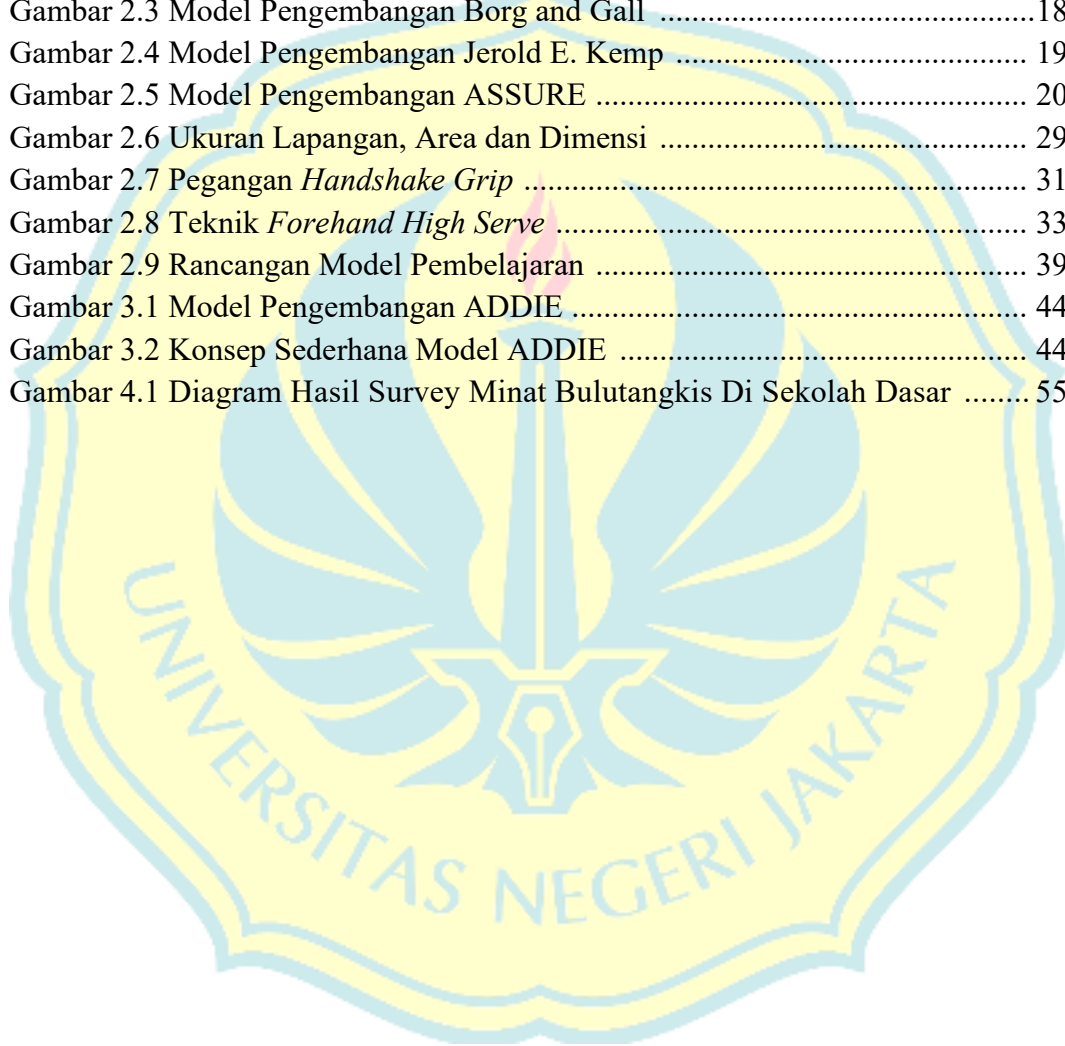 Gambar 2.3 Model Pengembangan Borg and Gall ............................................18
Gambar 2.4 Model Pengembangan Jerold E. Kemp ......................................... 19
Gambar 2.5 Model Pengembangan ASSURE .................................................... 20
Gambar 2.6 Ukuran Lapangan, Area dan Dimensi ............................................ 29
Gambar 2.7 Pegangan Handshake Grip ............................................................ 31
Gambar 2.8 Teknik Forehand High Serve ......................................................... 33
Gambar 2.9 Rancangan Model Pembelajaran .................................................... 39
Gambar 3.1 Model Pengembangan ADDIE ....................................................... 44
Gambar 3.2 Konsep Sederhana Model ADDIE ................................................. 44
Gambar 4.1 Diagram Hasil Survey Minat Bulutangkis Di Sekolah Dasar ........ 55
UNIVERSITAS NEGERI JAKARTA